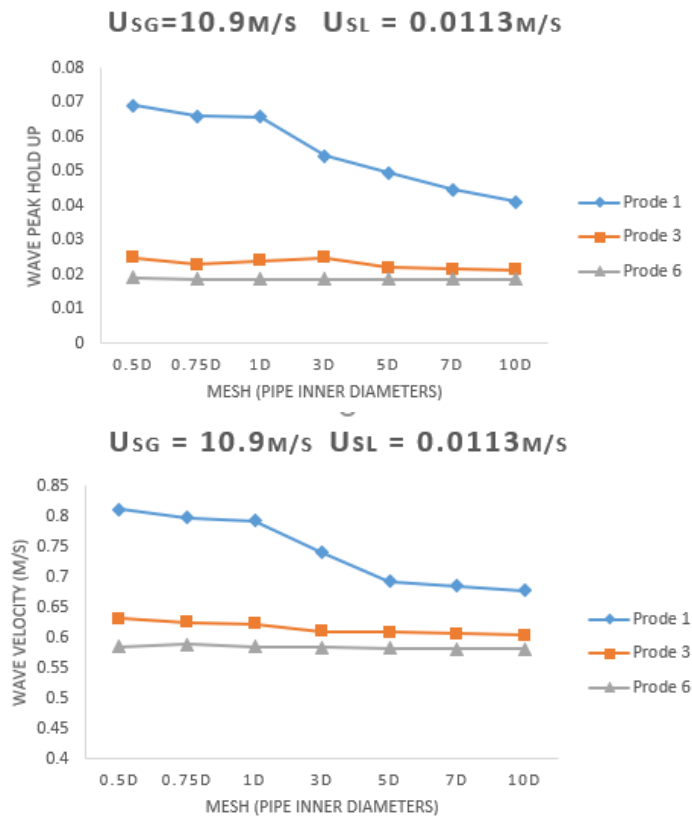 USG=10.9M/S USL = 0.0113M/S
0.08
0.07
0.06
0.05
0.04
0.03
0.02
0.01
0
WAVE PEAK HOLD UP
0.5D 0.75D 1D 3D 5D 7D 10D
MESH (PIPE INNER DIAMETERS)
Prode 1
Prode 3
Prode 6
USG = 10.9M/S USL = 0.0113M/S
0.85
0.8
0.75
0.7
0.65
0.6
0.55
0.5
0.45
0.4
WAVE VELOCITY (M/S)
0.5D 0.75D 1D 3D 5D 7D 10D
MESH (PIPE INNER DIAMETERS)
Prode 1
Prode 3
Prode 6